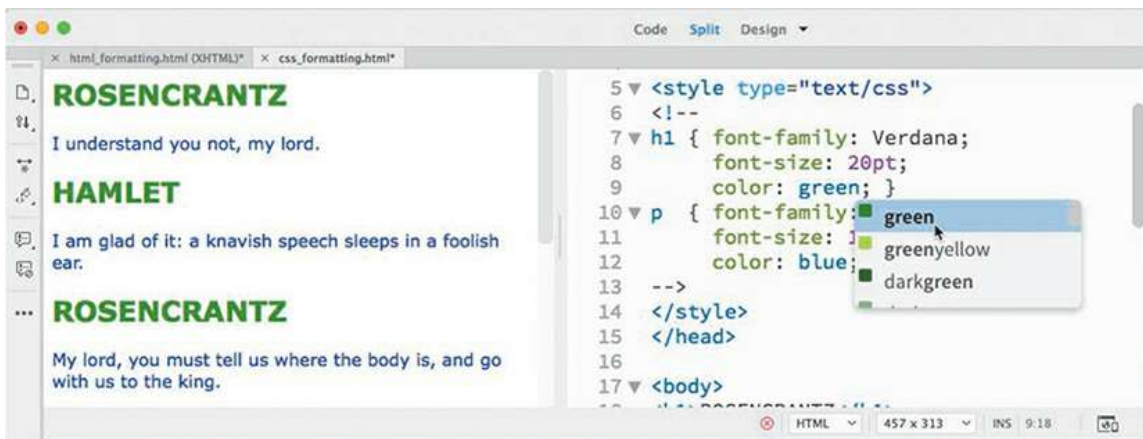 Code Split Design
× html_formatting.html (XHTML)* × css_formatting.html*
ROSENCRANTZ
I understand you not, my lord.
HAMLET
I am glad of it: a knavish speech sleeps in a foolish
ear.
ROSENCRANTZ
My lord, you must tell us where the body is, and go
with us to the king.
5 <style type="text/css">
6 <!--
7 h1 { font-family: Verdana;
8 font-size: 20pt;
9 color: green; }
10 p { font-family:
11 font-size: 1
12 color: blue;
13 -->
14 </style>
15 </head>
16
17 <body>
green
greenyellow
darkgreen
HTML 457 x 313 INS 9:18